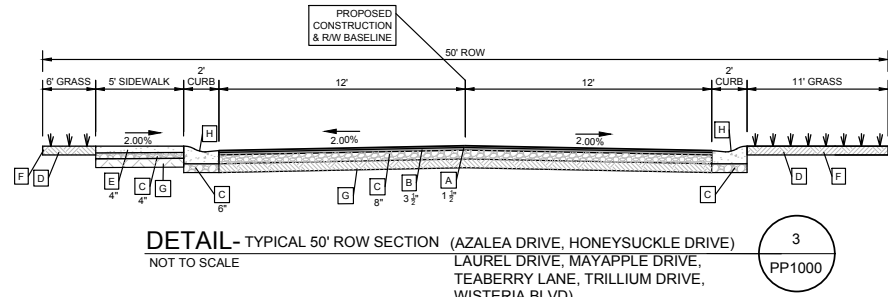 PROPOSED
CONSTRUCTION
& R/W BASELINE
50' ROW
6' GRASS 5' SIDEWALK 2' CURB 12' 12' 2' CURB 11' GRASS
2.00% H 2.00% 2.00% H
F D E 4" C 4" G C 6" G C 8" B 3 1/2" A 1 1/2" C D F
DETAIL- TYPICAL 50' ROW SECTION (AZALEA DRIVE, HONEYSUCKLE DRIVE)
NOT TO SCALE
LAUREL DRIVE, MAYAPPLE DRIVE,
TEABERRY LANE, TRILLIUM DRIVE,
WISTERIA BLVD)
3
PP1000